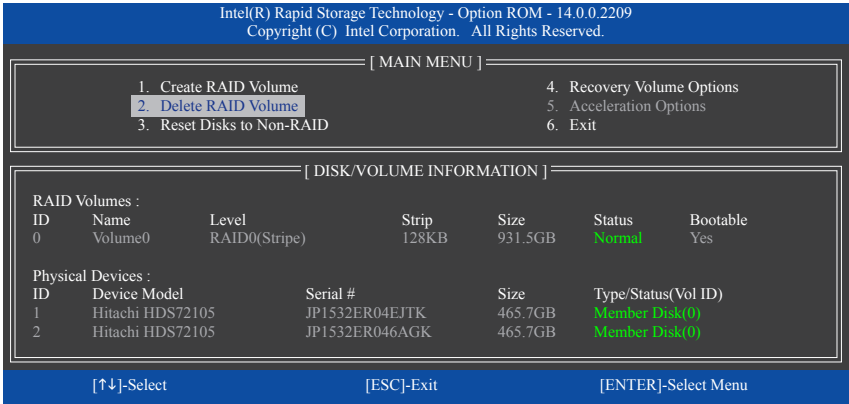 Intel(R) Rapid Storage Technology - Option ROM - 14.0.0.2209
Copyright (C) Intel Corporation. All Rights Reserved.
[ MAIN MENU ]
1. Create RAID Volume
2. Delete RAID Volume
3. Reset Disks to Non-RAID
4. Recovery Volume Options
5. Acceleration Options
6. Exit
[ DISK/VOLUME INFORMATION ]
RAID Volumes :
ID Name Level Strip Size Status Bootable
0 Volume0 RAID0(Stripe) 128KB 931.5GB Normal Yes
Physical Devices :
ID Device Model Serial # Size Type/Status(Vol ID)
1 Hitachi HDS72105 JP1532ER04EJTK 465.7GB Member Disk(0)
2 Hitachi HDS72105 JP1532ER046AGK 465.7GB Member Disk(0)
[↑↓]-Select [ESC]-Exit [ENTER]-Select Menu